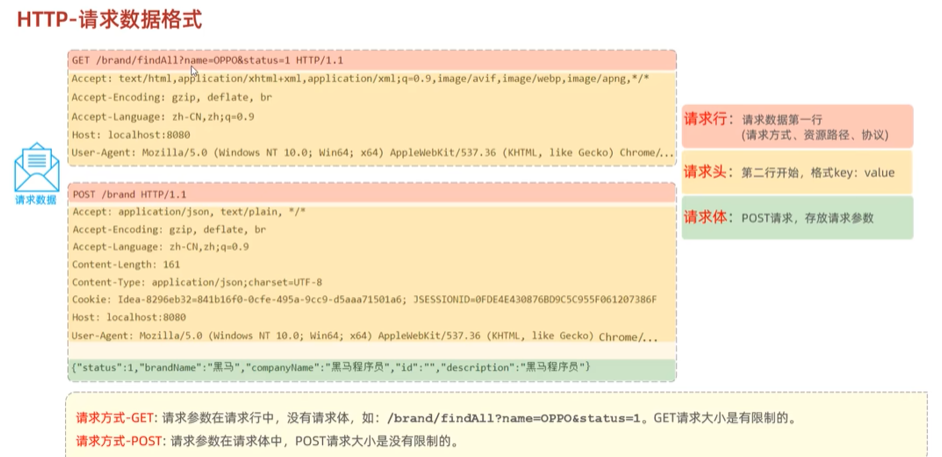 HTTP-请求数据格式
GET /brand/findAll?name=OPPO&status=1 HTTP/1.1
Accept: text/html,application/xhtml+xml,application/xml;q=0.9,image/avif,image/webp,image/apng,*/*
Accept-Encoding: gzip, deflate, br
Accept-Language: zh-CN,zh;q=0.9
Host: localhost:8080
User-Agent: Mozilla/5.0 (Windows NT 10.0; Win64; x64) AppleWebKit/537.36 (KHTML, like Gecko) Chrome/...
请求数据
POST /brand HTTP/1.1
Accept: application/json, text/plain, */*
Accept-Encoding: gzip, deflate, br
Accept-Language: zh-CN,zh;q=0.9
Content-Length: 161
Content-Type: application/json;charset=UTF-8
Cookie: Idea-8296eb32=841b16f0-0cfe-495a-9cc9-d5aaa71501a6; JSESSIONID=0FDE4E430876BD9C5C955F061207386F
Host: localhost:8080
User-Agent: Mozilla/5.0 (Windows NT 10.0; Win64; x64) AppleWebKit/537.36 (KHTML, like Gecko) Chrome/...
{"status":1,"brandName":"黑马","companyName":"黑马程序员","id":"","description":"黑马程序员"}
请求行：请求数据第一行
(请求方式、资源路径、协议)
请求头：第二行开始，格式key：value
请求体：POST请求，存放请求参数
请求方式-GET: 请求参数在请求行中，没有请求体，如：/brand/findAll?name=OPPO&status=1。GET请求大小是有限制的。
请求方式-POST: 请求参数在请求体中，POST请求大小是没有限制的。